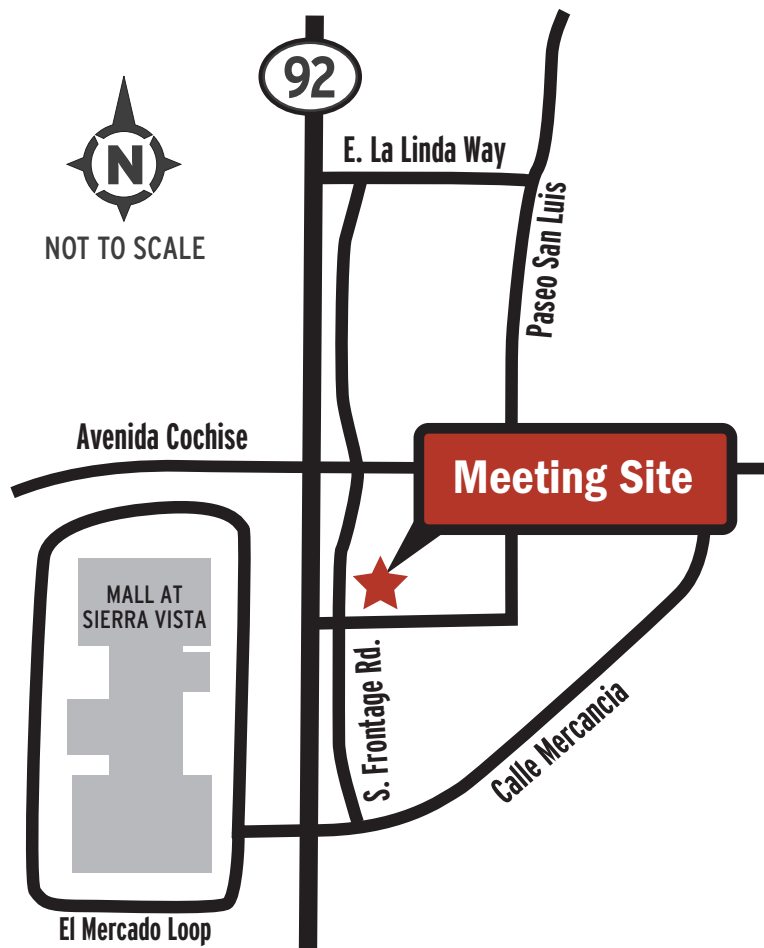 92
N
NOT TO SCALE
E. La Linda Way
Paseo San Luis
Avenida Cochise
Meeting Site
MALL AT
SIERRA VISTA
S. Frontage Rd.
Calle Mercancia
El Mercado Loop